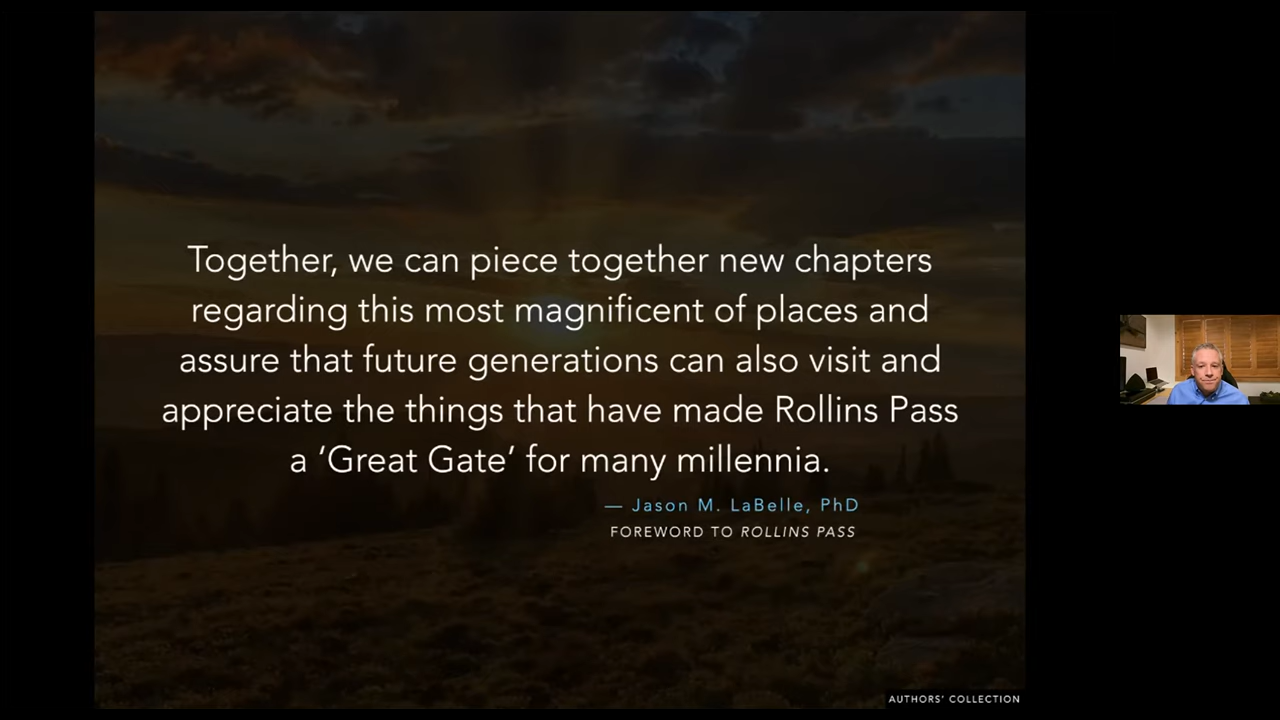 Together, we can piece together new chapters
regarding this most magnificent of places and
assure that future generations can also visit and
appreciate the things that have made Rollins Pass
a ‘Great Gate’ for many millennia.
— Jason M. LaBelle, PhD
FOREWORD TO ROLLINS PASS
AUTHORS’ COLLECTION